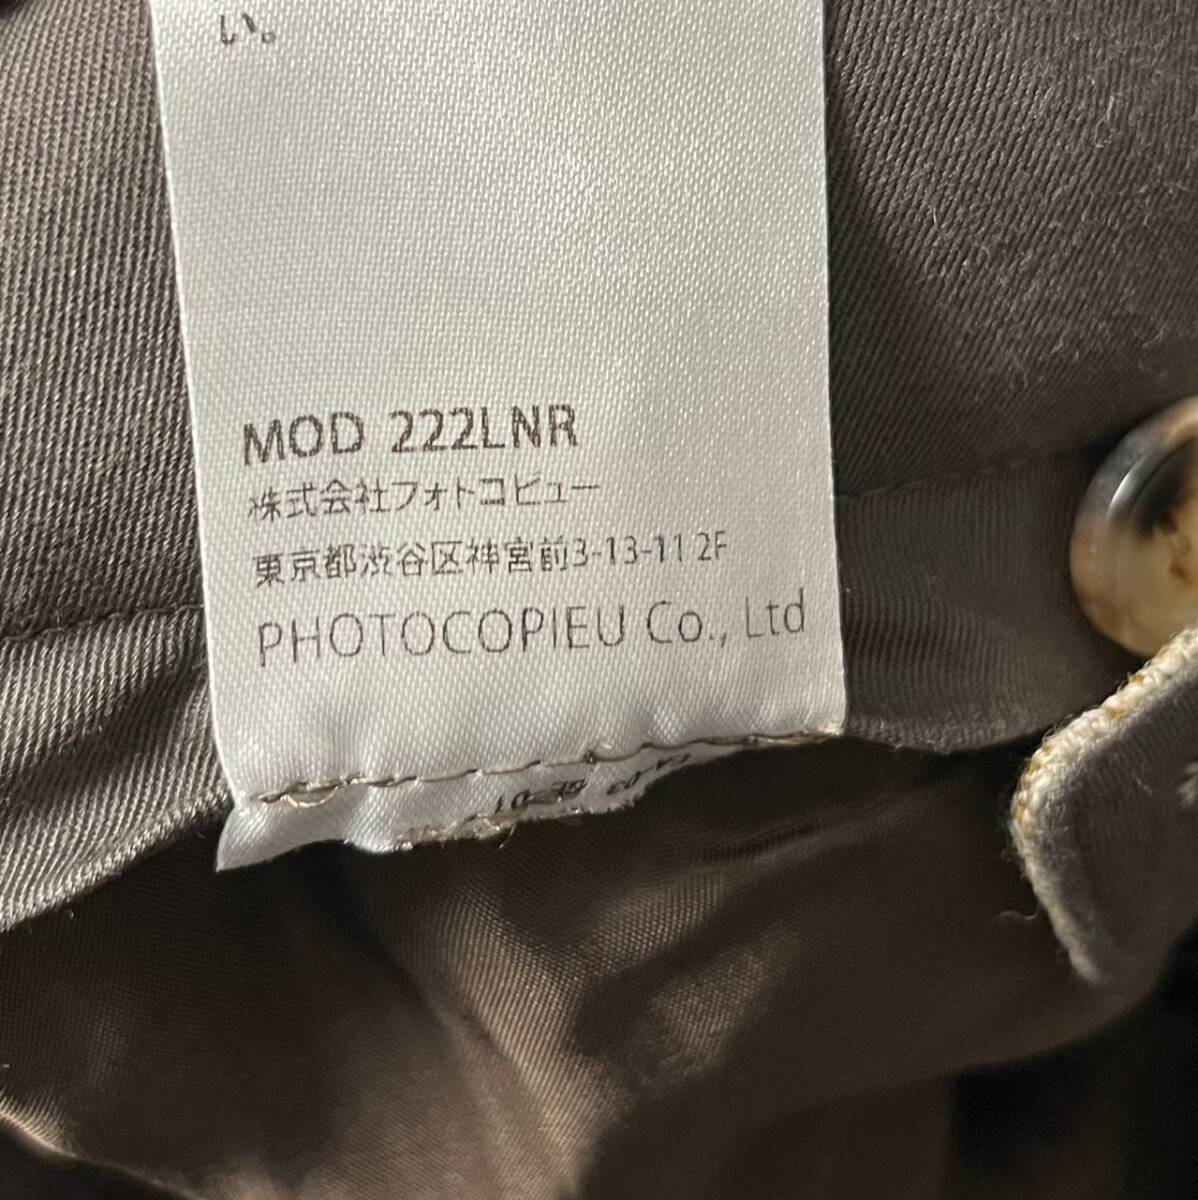 い。
MOD 222LNR
株式会社フォトコピュー
東京都渋谷区神宮前3-13-11 2F
PHOTOCOPIEU Co., Ltd